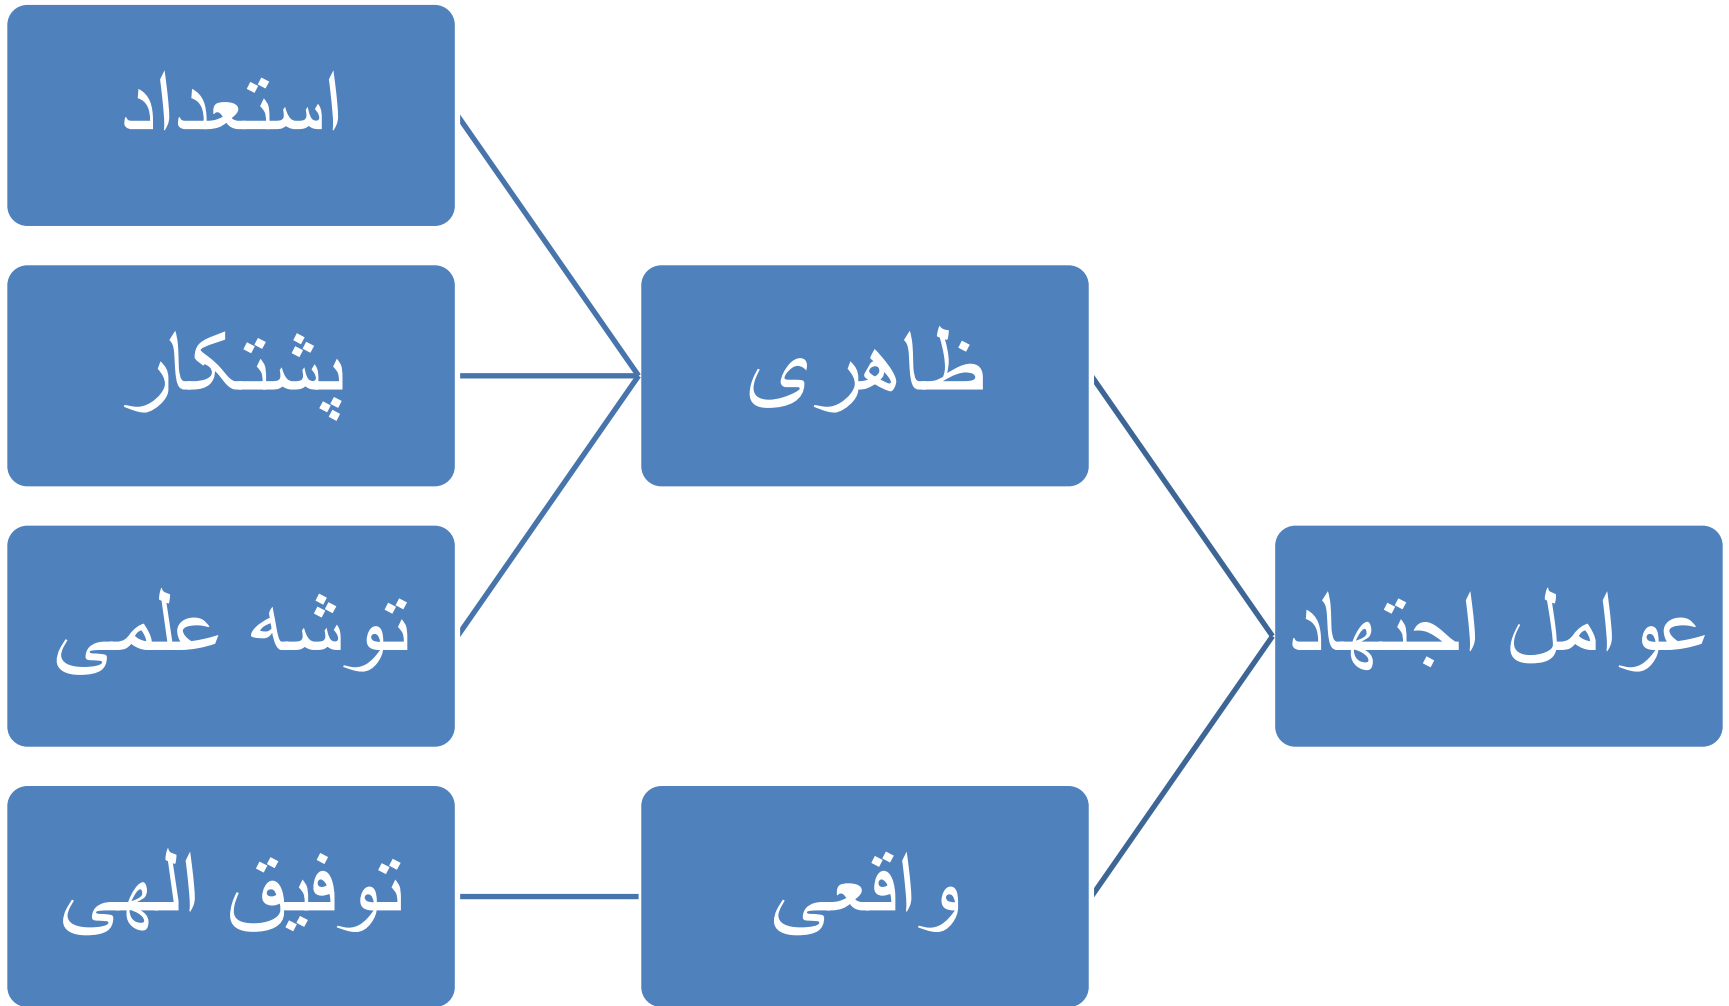 عوامل اجتهاد
ظاهری
استعداد
پشتکار
توشه علمی
واقعی
توفیق الهی